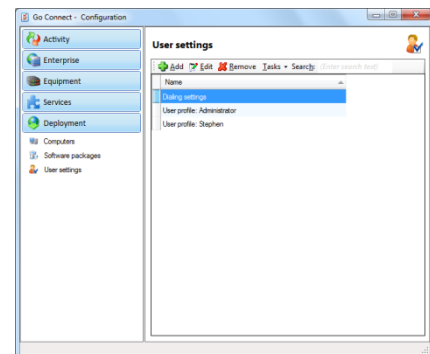 Go Connect - Configuration
Activity
Enterprise
Equipment
Services
Deployment
Computers
Software packages
User settings
User settings
Add Edit Remove Tasks Search: (Enter search text)
Name
Dialing settings
User profile: Administrator
User profile: Stephen